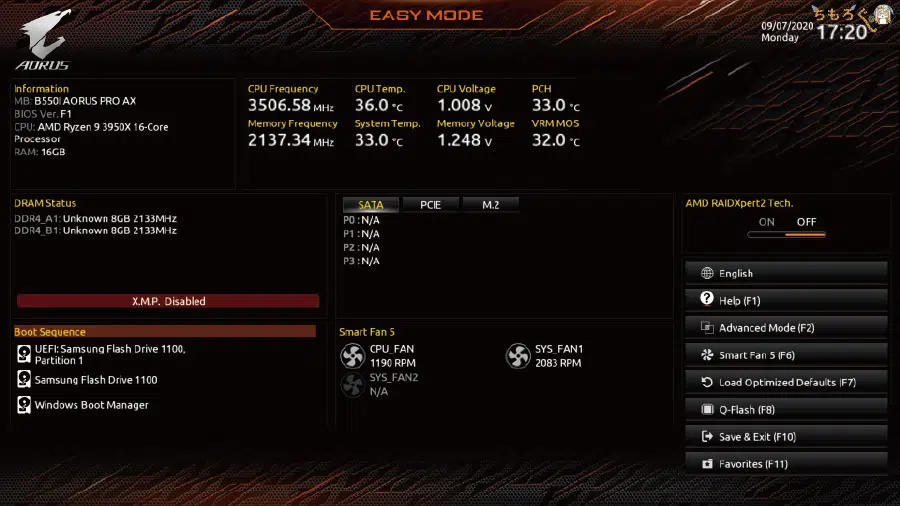 EASY MODE
ちもろぐ
09/07/2020
Monday
17:20
AORUS
Information
MB: B550I AORUS PRO AX
BIOS Ver. F1
CPU: AMD Ryzen 9 3950X 16-Core
Processor
RAM: 16GB
CPU Frequency
3506.58 MHz
CPU Temp.
36.0 °C
CPU Voltage
1.008 V
PCH
33.0 °C
Memory Frequency
2137.34 MHz
System Temp.
33.0 °C
Memory Voltage
1.248 V
VRM MOS
32.0 °C
DRAM Status
DDR4_A1: Unknown 8GB 2133MHz
DDR4_B1: Unknown 8GB 2133MHz
X.M.P. Disabled
SATA
PCIE
M.2
P0 : N/A
P1 : N/A
P2 : N/A
P3 : N/A
AMD RAIDXpert2 Tech.
ON OFF
Boot Sequence
UEFI: Samsung Flash Drive 1100,
Partition 1
Samsung Flash Drive 1100
Windows Boot Manager
Smart Fan 5
CPU_FAN
1190 RPM
SYS_FAN1
2083 RPM
SYS_FAN2
N/A
English
Help (F1)
Advanced Mode (F2)
Smart Fan 5 (F6)
Load Optimized Defaults (F7)
Q-Flash (F8)
Save & Exit (F10)
Favorites (F11)